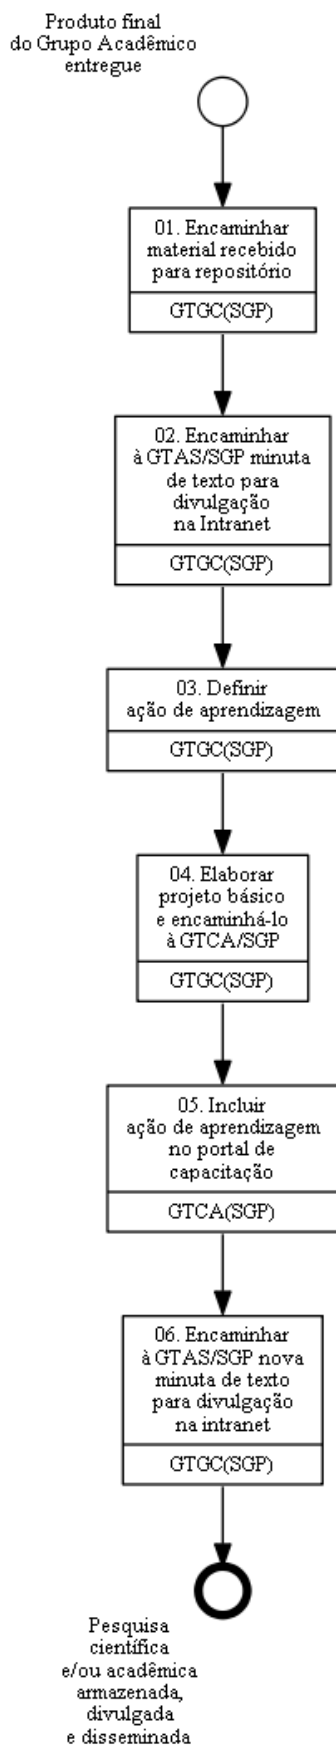 Produto final
do Grupo Acadêmico
entregue
01. Encaminhar
material recebido
para repositório
GTGC(SGP)
02. Encaminhar
à GTAS/SGP minuta
de texto para
divulgação
na Intranet
GTGC(SGP)
03. Definir
ação de aprendizagem
GTGC(SGP)
04. Elaborar
projeto básico
e encaminhá-lo
à GTCA/SGP
GTGC(SGP)
05. Incluir
ação de aprendizagem
no portal de
capacitação
GTCA(SGP)
06. Encaminhar
à GTAS/SGP nova
minuta de texto
para divulgação
na intranet
GTGC(SGP)
Pesquisa
científica
e/ou acadêmica
armazenada,
divulgada
e disseminada